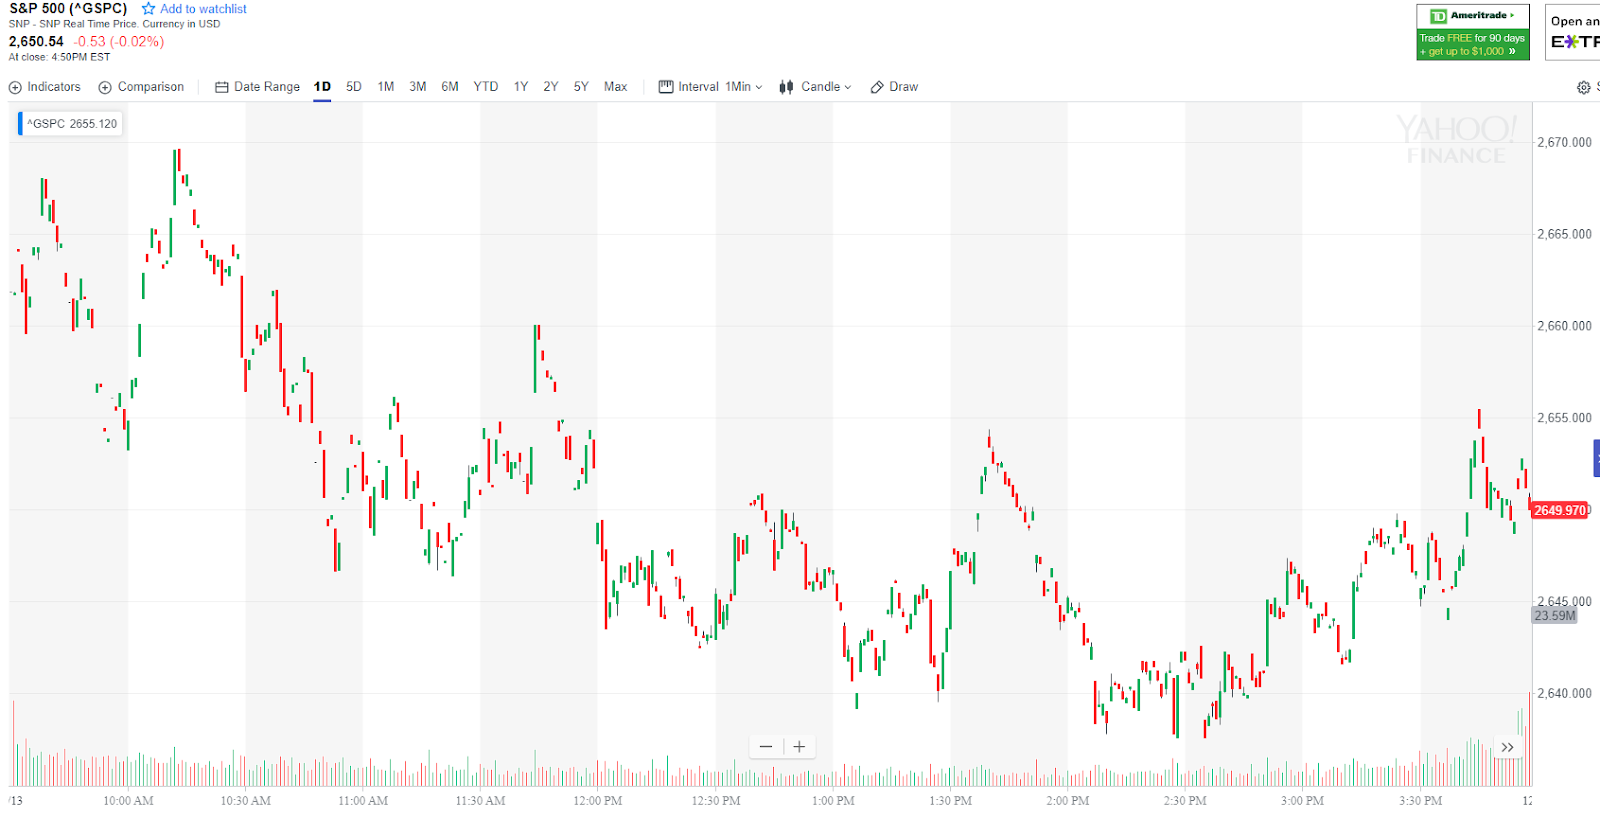 S&P 500 (^GSPC) Add to watchlist
SNP - SNP Real Time Price. Currency in USD
2,650.54 -0.53 (-0.02%)
At close: 4:50PM EST
TD Ameritrade
Trade FREE for 90 days
+ get up to $1,000 »
Open an
E*TR
Indicators Comparison Date Range 1D 5D 1M 3M 6M YTD 1Y 2Y 5Y Max Interval 1Min Candle Draw S
^GSPC 2655.120
YAHOO!
FINANCE
2,670.000
2,665.000
2,660.000
2,655.000
2649.970
2,645.000
23.59M
2,640.000
− + »
/13 10:00 AM 10:30 AM 11:00 AM 11:30 AM 12:00 PM 12:30 PM 1:00 PM 1:30 PM 2:00 PM 2:30 PM 3:00 PM 3:30 PM 12